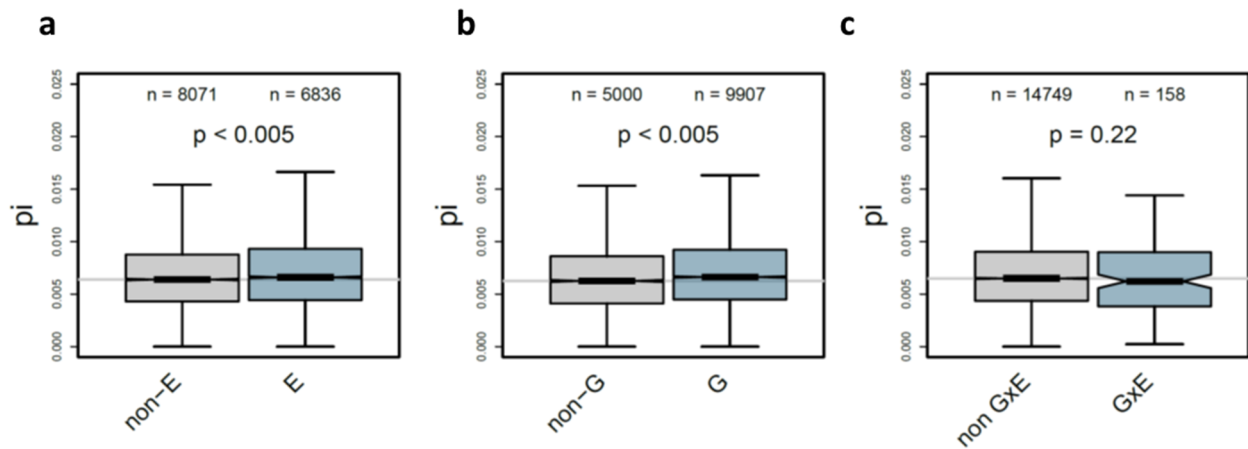 a
n = 8071 n = 6836
p < 0.005
pi
0.025
0.020
0.015
0.010
0.005
0.000
non-E E
b
n = 5000 n = 9907
p < 0.005
pi
0.025
0.020
0.015
0.010
0.005
0.000
non-G G
c
n = 14749 n = 158
p = 0.22
pi
0.025
0.020
0.015
0.010
0.005
0.000
non GxE GxE